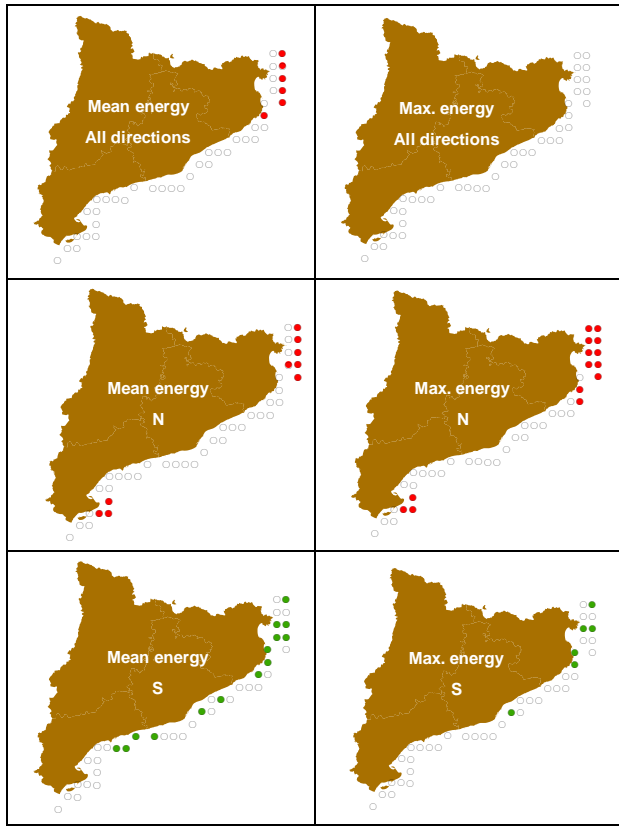 Mean energy
All directions
Max. energy
All directions
Mean energy
N
Max. energy
N
Mean energy
S
Max. energy
S